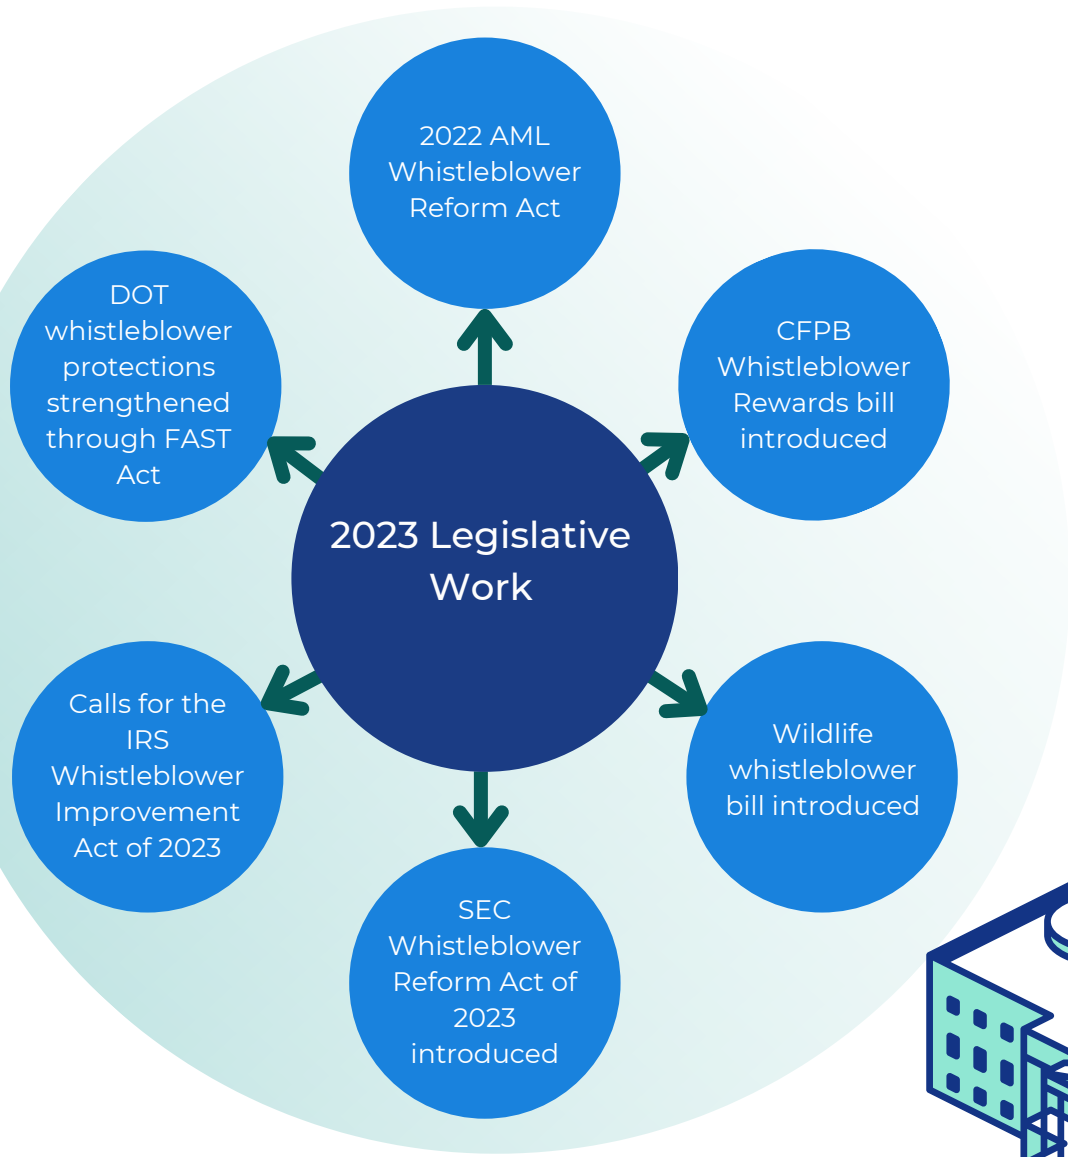 2022 AML
Whistleblower
Reform Act
DOT
whistleblower
protections
strengthened
through FAST
Act
CFPB
Whistleblower
Rewards bill
introduced
2023 Legislative
Work
Calls for the
IRS
Whistleblower
Improvement
Act of 2023
Wildlife
whistleblower
bill introduced
SEC
Whistleblower
Reform Act of
2023
introduced